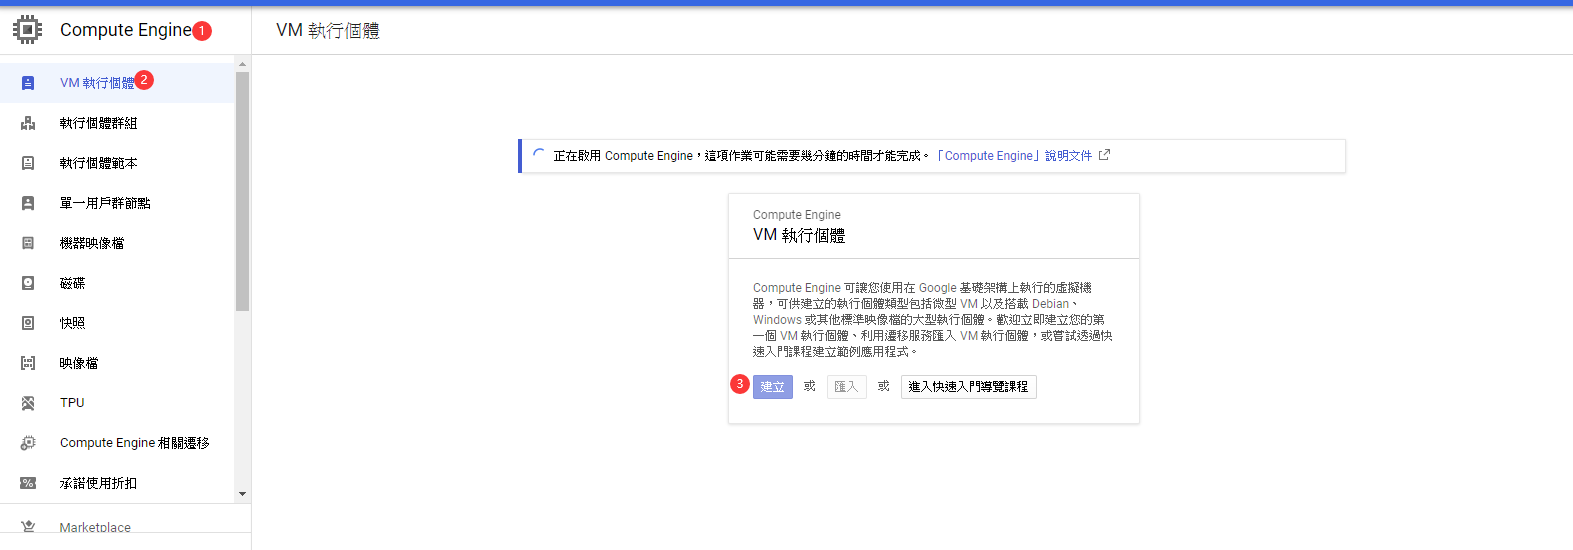 Compute Engine 1
VM 執行個體
VM 執行個體 2
執行個體群組
執行個體範本
單一用戶群節點
機器映像檔
磁碟
快照
映像檔
TPU
Compute Engine 相關遷移
承諾使用折扣
Marketplace
正在啟用 Compute Engine，這項作業可能需要幾分鐘的時間才能完成。「Compute Engine」說明文件
Compute Engine
VM 執行個體
Compute Engine 可讓您使用在 Google 基礎架構上執行的虛擬機
器，可供建立的執行個體類型包括微型 VM 以及搭載 Debian、
Windows 或其他標準映像檔的大型執行個體。歡迎立即建立您的第
一個 VM 執行個體、利用遷移服務匯入 VM 執行個體，或嘗試透過快
速入門課程建立範例應用程式。
3 建立 或 匯入 或 進入快速入門導覽課程